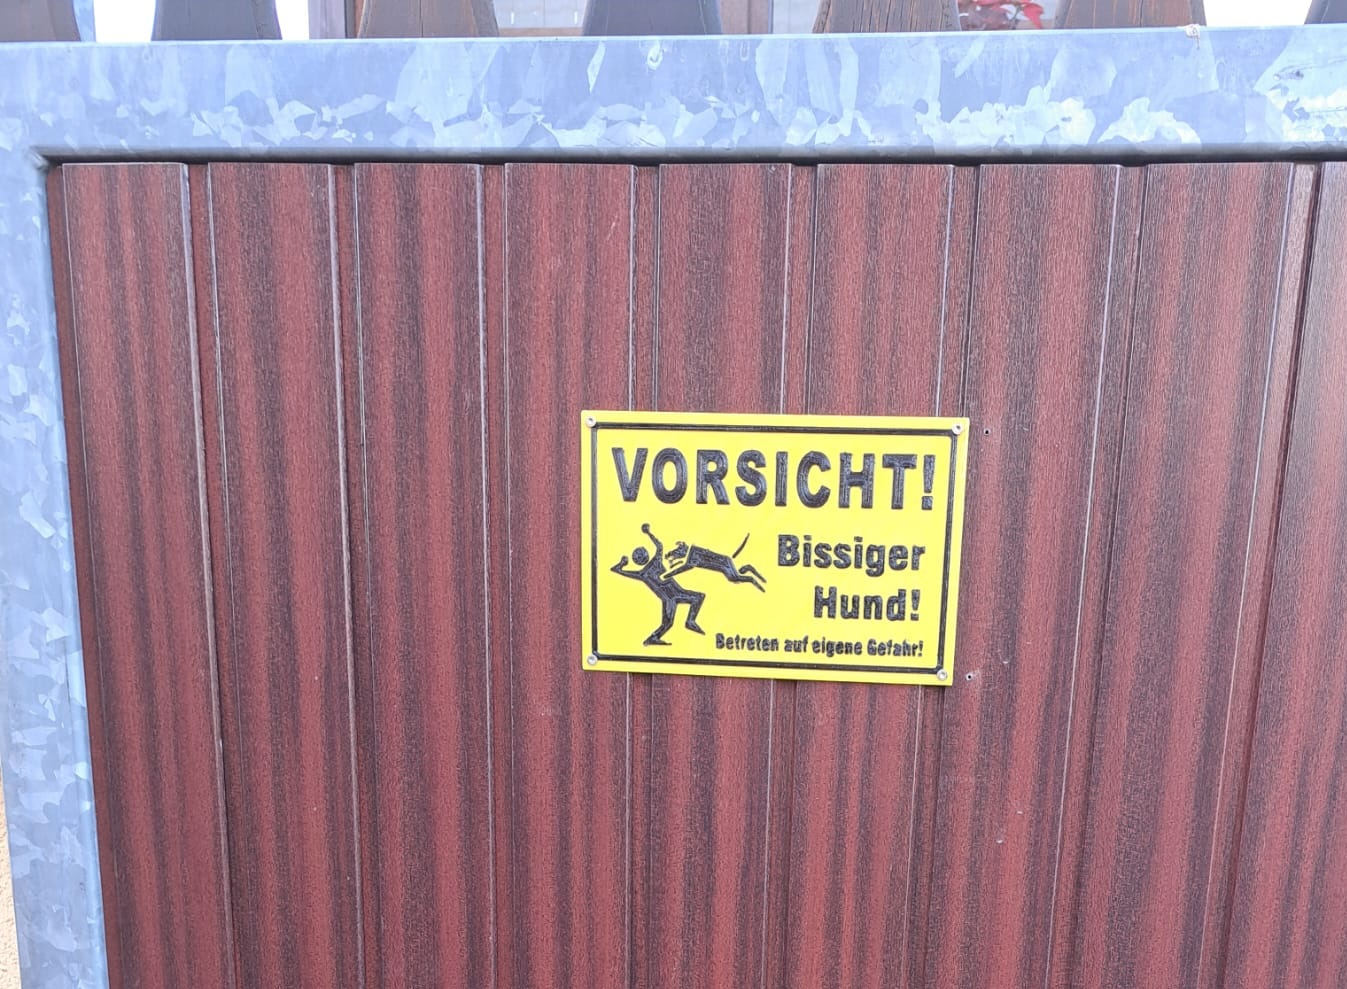 VORSICHT!
Bissiger
Hund!
Betreten auf eigene Gefahr!